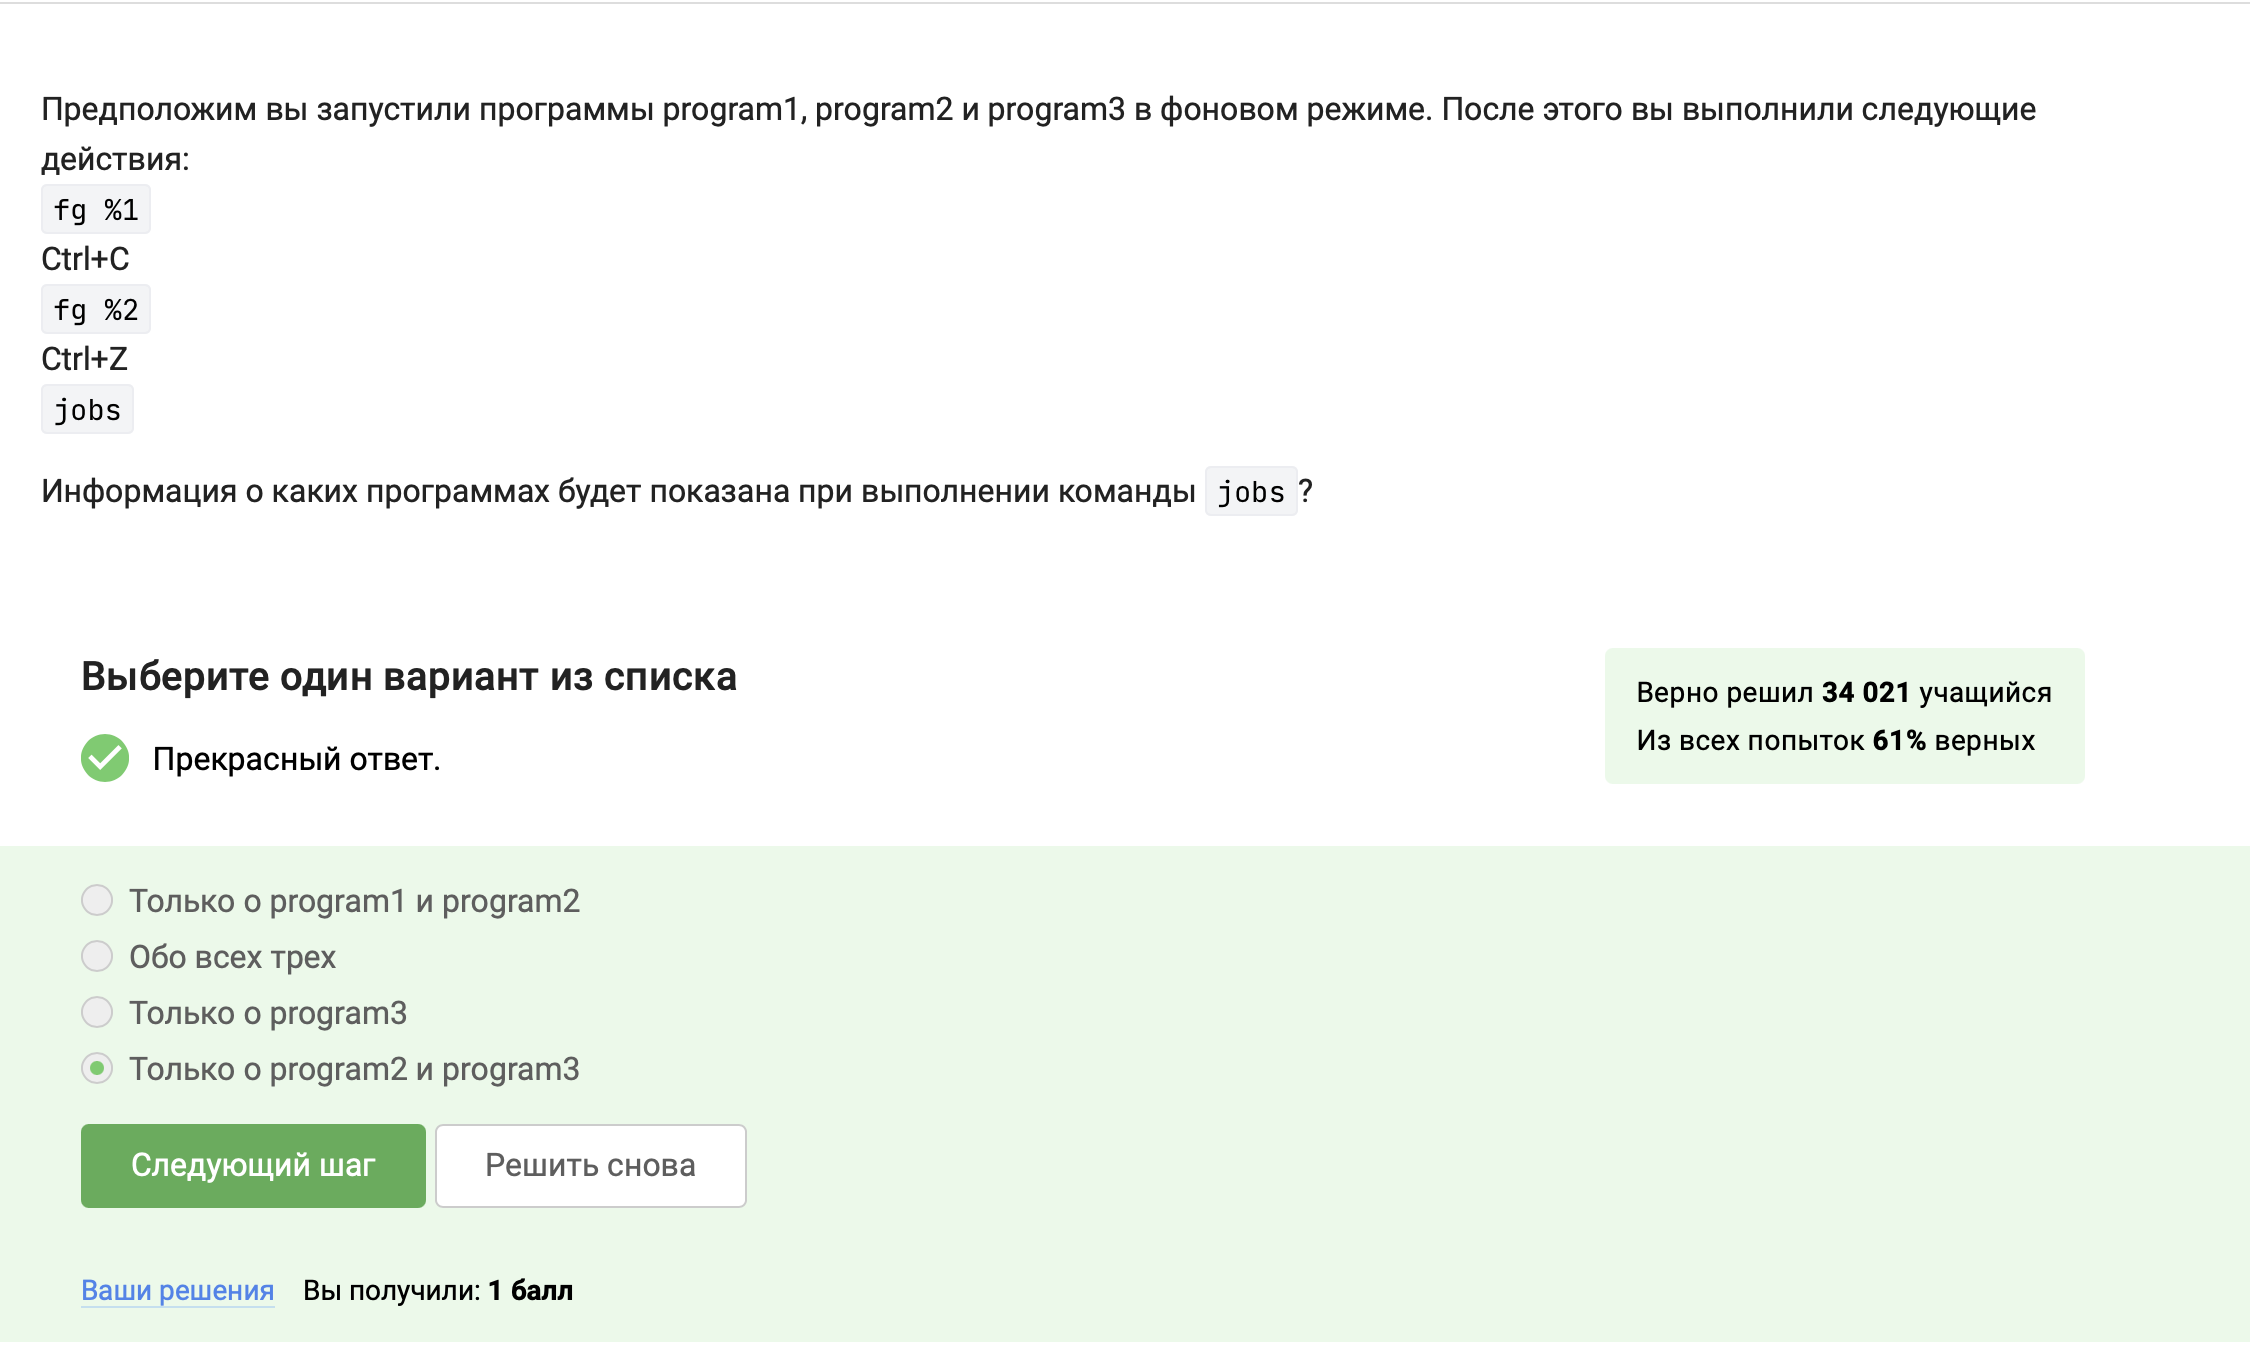 Предположим вы запустили программы program1, program2 и program3 в фоновом режиме. После этого вы выполнили следующие
действия:
fg %1
Ctrl+C
fg %2
Ctrl+Z
jobs
Информация о каких программах будет показана при выполнении команды jobs?
Выберите один вариант из списка
Верно решил 34 021 учащийся
Из всех попыток 61% верных
Прекрасный ответ.
Только о program1 и program2
Обо всех трех
Только о program3
Только о program2 и program3
Следующий шаг
Решить снова
Ваши решения Вы получили: 1 балл